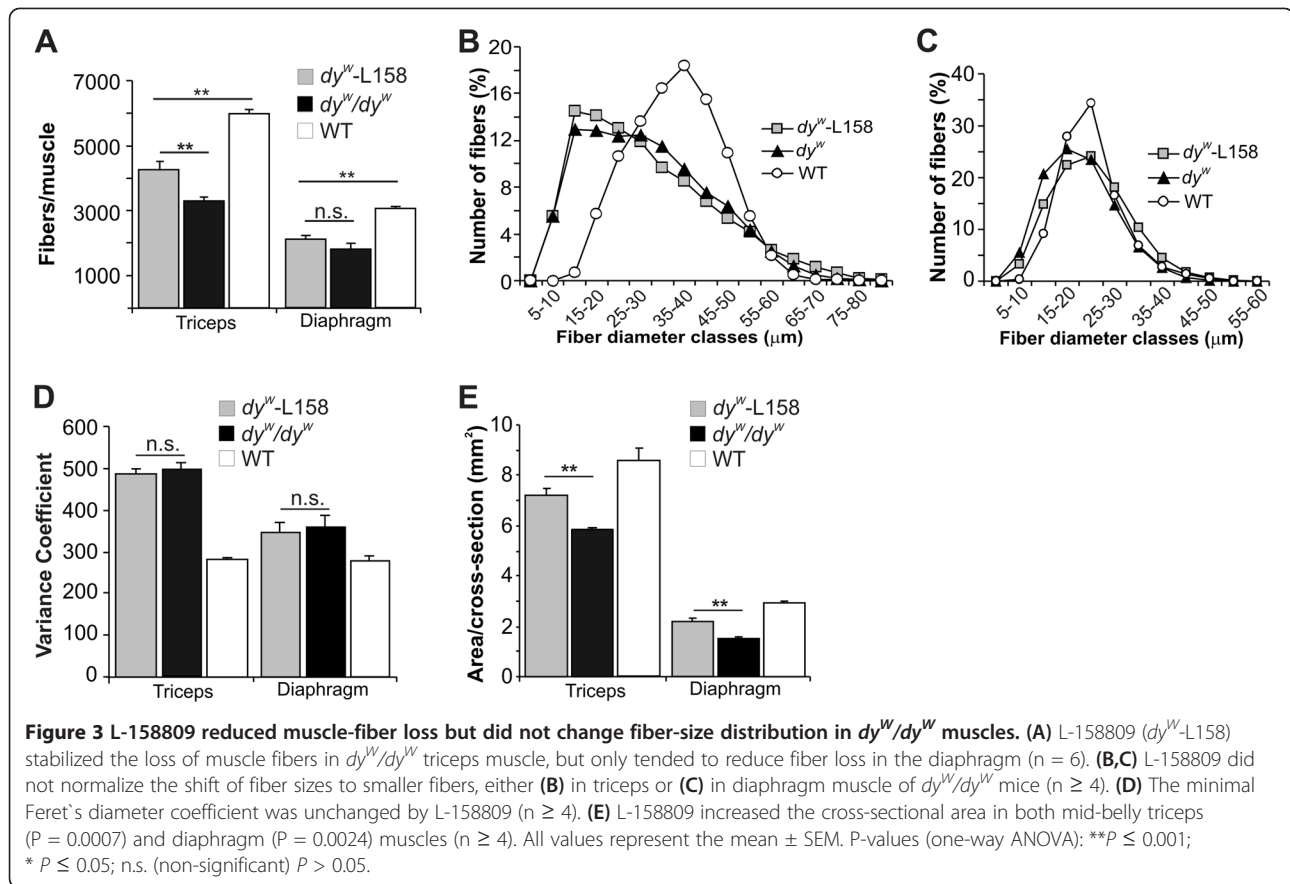 A
7000
5000
3000
1000
Fibers/muscle
**
**
**
n.s.
dyᵂ-L158
dyᵂ/dyᵂ
WT
Triceps
Diaphragm
B
20
16
12
8
4
0
Number of fibers (%)
dyᵂ-L158
dyᵂ
WT
5-10
15-20
25-30
35-40
45-50
55-60
65-70
75-80
Fiber diameter classes (μm)
C
40
30
20
10
0
Number of fibers (%)
dyᵂ-L158
dyᵂ
WT
5-10
15-20
25-30
35-40
45-50
55-60
Fiber diameter classes (μm)
D
600
500
400
300
200
100
0
Variance Coefficient
n.s.
n.s.
dyᵂ-L158
dyᵂ/dyᵂ
WT
Triceps
Diaphragm
E
10
8
6
4
2
0
Area/cross-section (mm²)
**
**
dyᵂ-L158
dyᵂ/dyᵂ
WT
Triceps
Diaphragm
Figure 3 L-158809 reduced muscle-fiber loss but did not change fiber-size distribution in dyᵂ/dyᵂ muscles. (A) L-158809 (dyᵂ-L158)
stabilized the loss of muscle fibers in dyᵂ/dyᵂ triceps muscle, but only tended to reduce fiber loss in the diaphragm (n = 6). (B,C) L-158809 did
not normalize the shift of fiber sizes to smaller fibers, either (B) in triceps or (C) in diaphragm muscle of dyᵂ/dyᵂ mice (n ≥ 4). (D) The minimal
Feret`s diameter coefficient was unchanged by L-158809 (n ≥ 4). (E) L-158809 increased the cross-sectional area in both mid-belly triceps
(P = 0.0007) and diaphragm (P = 0.0024) muscles (n ≥ 4). All values represent the mean ± SEM. P-values (one-way ANOVA): **P ≤ 0.001;
* P ≤ 0.05; n.s. (non-significant) P > 0.05.